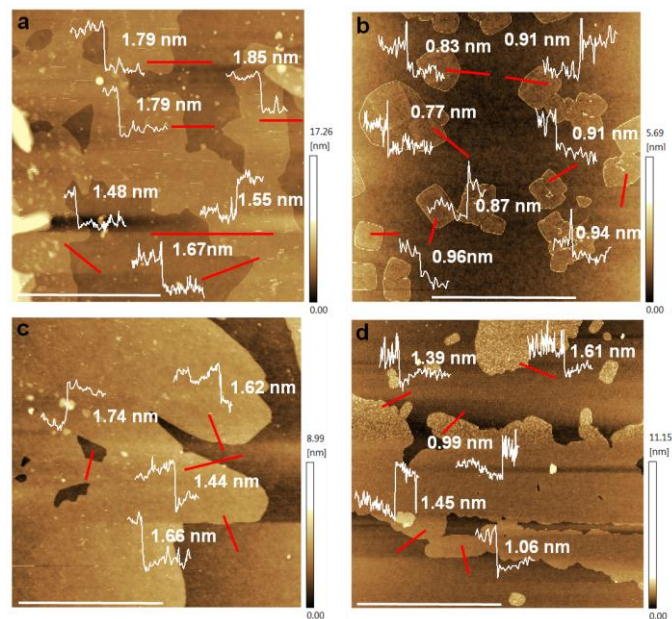 a
1.79 nm
1.85 nm
1.79 nm
1.48 nm
1.55 nm
1.67nm
17.26
[nm]
0.00
b
0.83 nm
0.91 nm
0.77 nm
0.91 nm
0.87 nm
0.94 nm
0.96nm
5.69
[nm]
0.00
c
1.62 nm
1.74 nm
1.44 nm
1.66 nm
8.99
[nm]
0.00
d
1.39 nm
1.61 nm
0.99 nm
1.45 nm
1.06 nm
11.15
[nm]
0.00